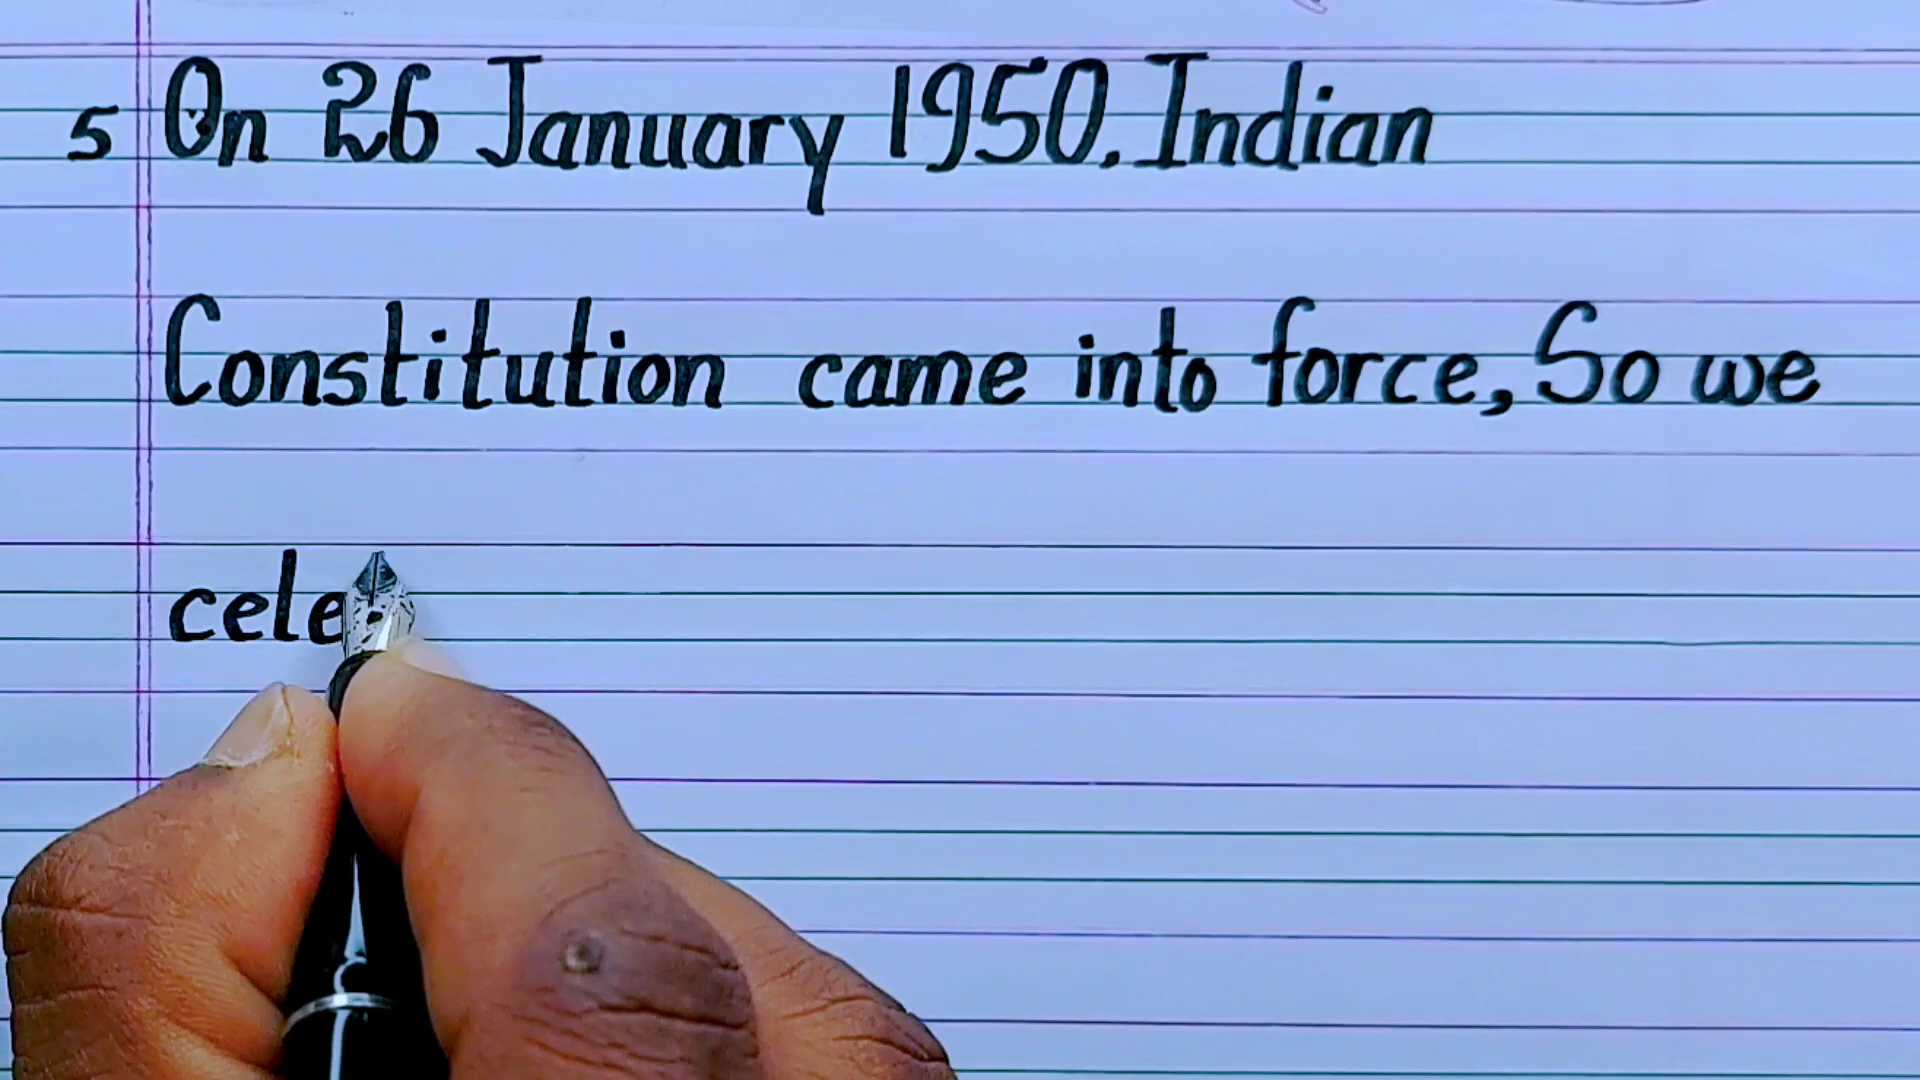 5 On 26 January 1950, Indian
Constitution came into force, So we
cele